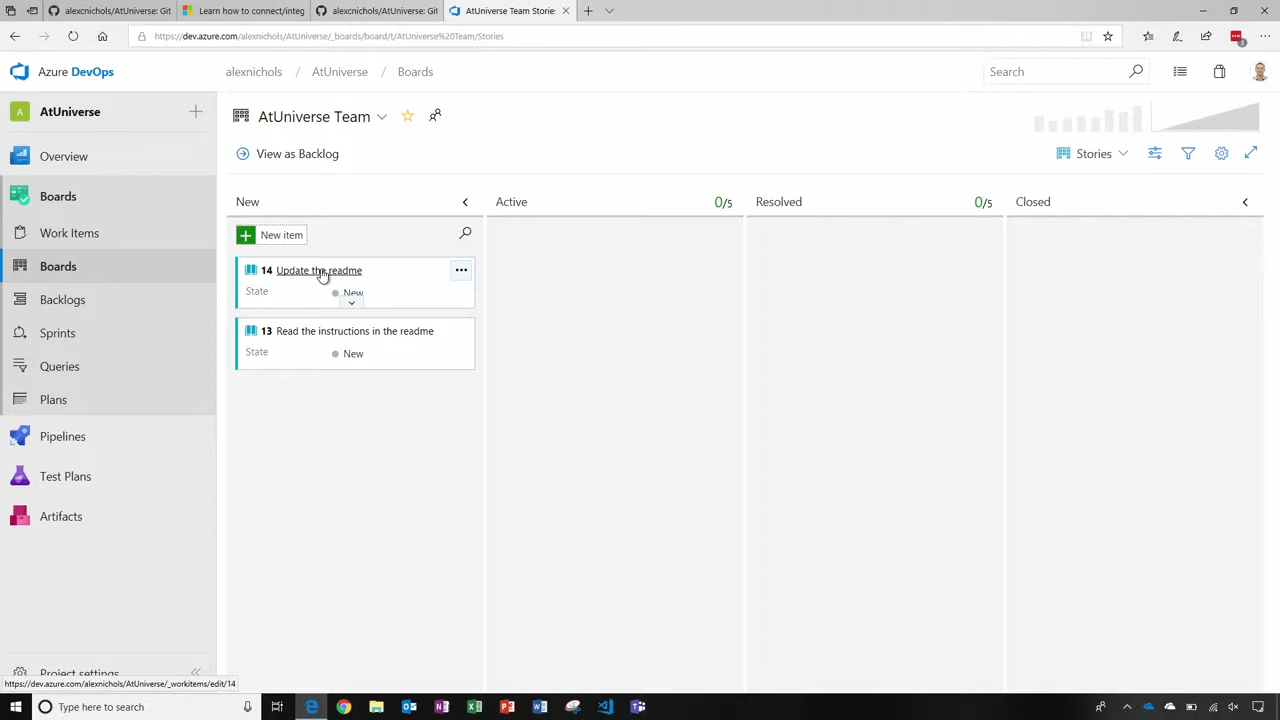 alexnichols/AtUniverse: Git
Learn how to connect/integ
alexnichols/AtUniverse: Git
AtUniverse Team Stories
https://dev.azure.com/alexnichols/AtUniverse/_boards/board/t/AtUniverse%20Team/Stories
Azure DevOps
alexnichols / AtUniverse / Boards
Search
A AtUniverse
AtUniverse Team
Overview
View as Backlog
Stories
Boards
New
Active 0/5
Resolved 0/5
Closed
Work Items
New item
Boards
14 Update the readme
State New
Backlogs
13 Read the instructions in the readme
State New
Sprints
Queries
Plans
Pipelines
Test Plans
Artifacts
Project settings
https://dev.azure.com/alexnichols/AtUniverse/_workitems/edit/14
Type here to search